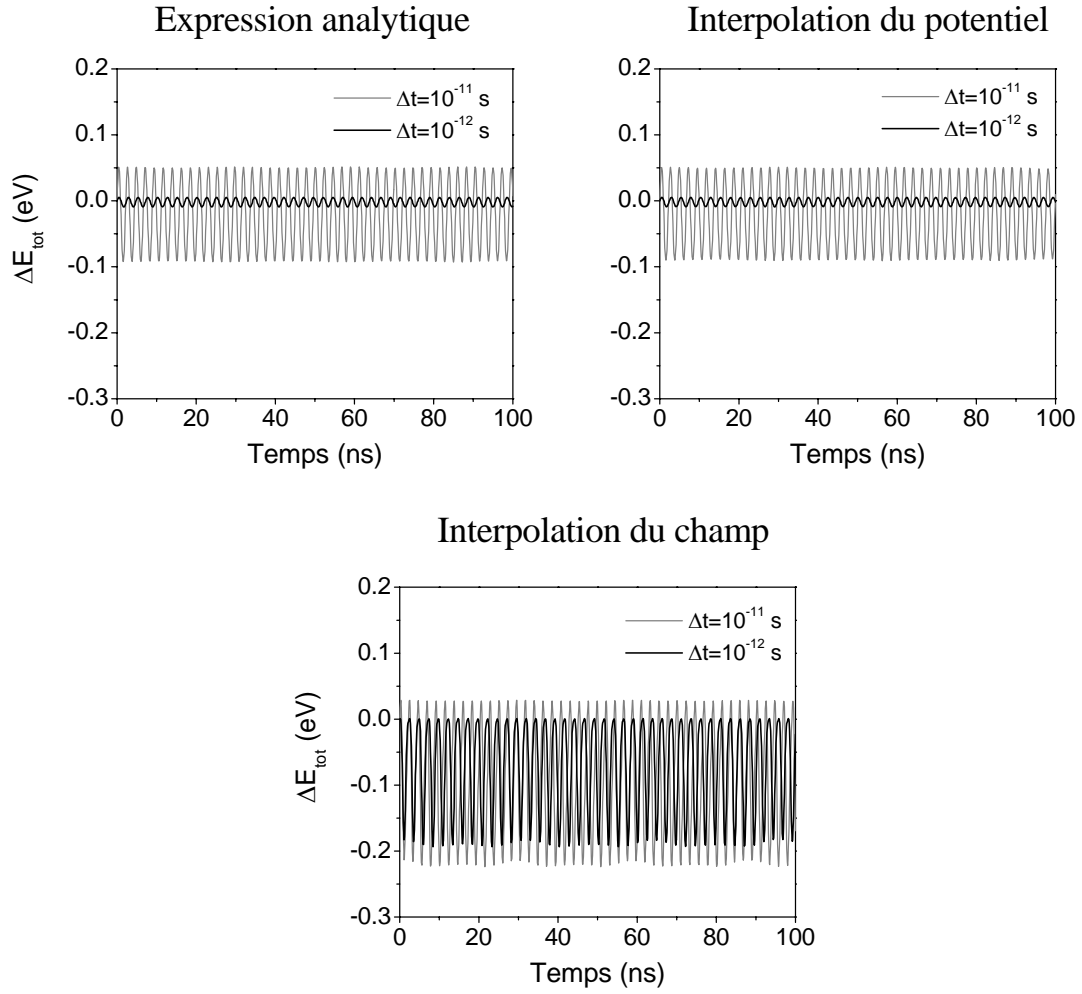 Expression analytique
0.2
0.1
0.0
-0.1
-0.2
-0.3
ΔE_tot (eV)
Δt=10⁻¹¹ s
Δt=10⁻¹² s
0 20 40 60 80 100
Temps (ns)
Interpolation du potentiel
0.2
0.1
0.0
-0.1
-0.2
-0.3
Δt=10⁻¹¹ s
Δt=10⁻¹² s
0 20 40 60 80 100
Temps (ns)
Interpolation du champ
0.2
0.1
0.0
-0.1
-0.2
-0.3
ΔE_tot (eV)
Δt=10⁻¹¹ s
Δt=10⁻¹² s
0 20 40 60 80 100
Temps (ns)